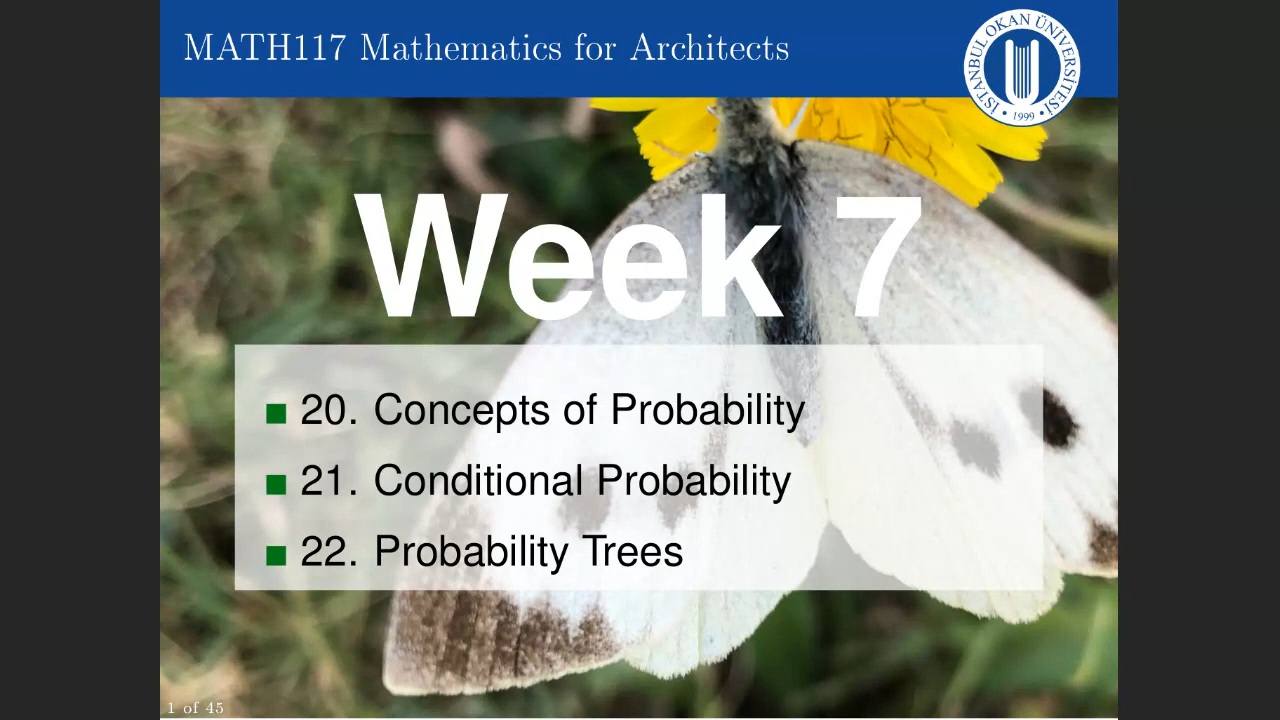 MATH117 Mathematics for Architects
İSTANBUL OKAN ÜNİVERSİTESİ
• 1999 •
Week 7
20. Concepts of Probability
21. Conditional Probability
22. Probability Trees
1 of 45